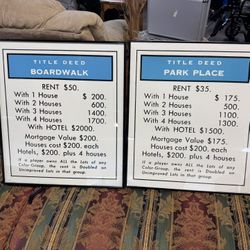 TITLE DEED
BOARDWALK
RENT $50.
With 1 House $ 200.
With 2 Houses 600.
With 3 Houses 1400.
With 4 Houses 1700.
With HOTEL $2000.
Mortgage Value $200.
Houses cost $200. each
Hotels, $200. plus 4 houses
If a player owns ALL the Lots of any
Color-Group, the rent is Doubled on
Unimproved Lots in that group.
TITLE DEED
PARK PLACE
RENT $35.
With 1 House $ 175.
With 2 Houses 500.
With 3 Houses 1100.
With 4 Houses 1300.
With HOTEL $1500.
Mortgage Value $175.
Houses cost $200. each
Hotels, $200. plus 4 houses
If a player owns ALL the Lots of any
Color-Group, the rent is Doubled on
Unimproved Lots in that group.